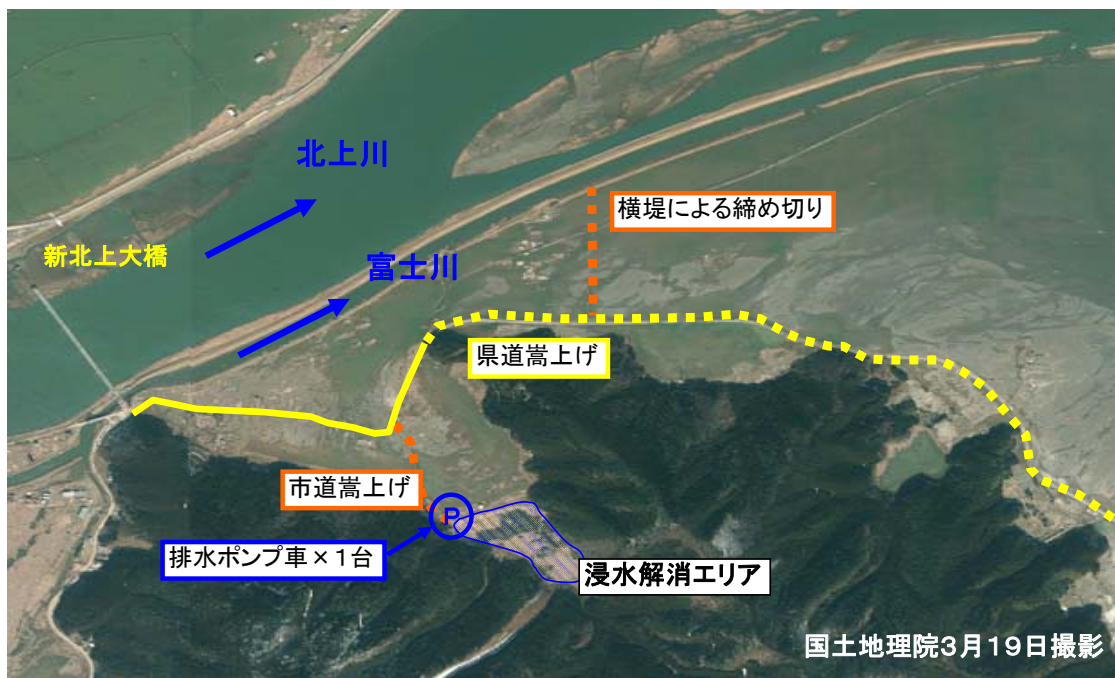 北上川
横堤による締め切り
新北上大橋
富士川
県道嵩上げ
市道嵩上げ
P
排水ポンプ車×1台
浸水解消エリア
国土地理院3月19日撮影